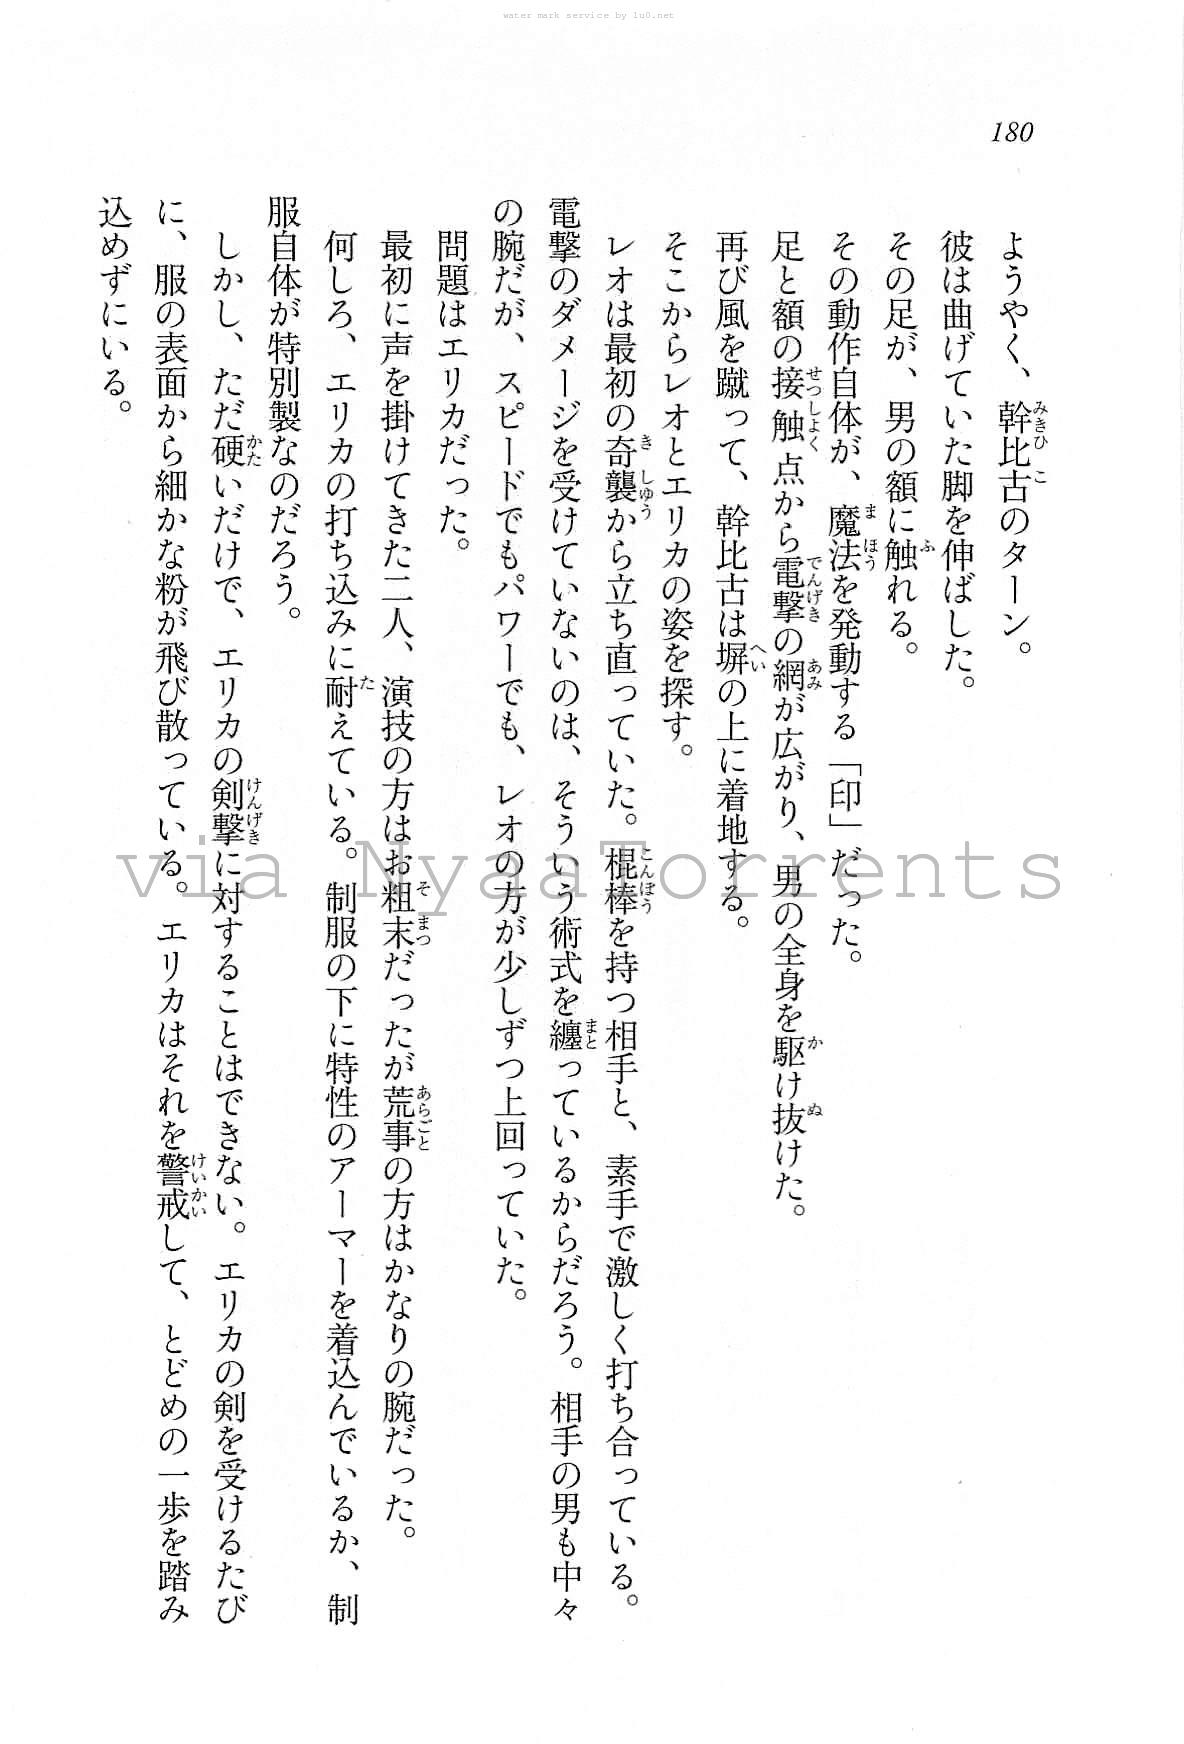 water mark service by lu0.net
180
ようやく、幹比古のターン。
彼は曲げていた脚を伸ばした。
その足が、男の額に触れる。
その動作自体が、魔法を発動する「印」だった。
足と額の接触点から電撃の網が広がり、男の全身を駆け抜けた。
再び風を蹴って、幹比古は塀の上に着地する。
そこからレオとエリカの姿を探す。
レオは最初の奇襲から立ち直っていた。棍棒を持つ相手と、素手で激しく打ち合っている。
電撃のダメージを受けていないのは、そういう術式を纏っているからだろう。相手の男も中々
の腕だが、スピードでもパワーでも、レオの方が少しずつ上回っていた。
問題はエリカだった。
最初に声を掛けてきた二人、演技の方はお粗末だったが荒事の方はかなりの腕だった。
何しろ、エリカの打ち込みに耐えている。制服の下に特性のアーマーを着込んでいるか、制
服自体が特別製なのだろう。
しかし、ただ硬いだけで、エリカの剣撃に対することはできない。エリカの剣を受けるたび
に、服の表面から細かな粉が飛び散っている。エリカはそれを警戒して、とどめの一歩を踏み
込めずにいる。
via NyaaTorrents